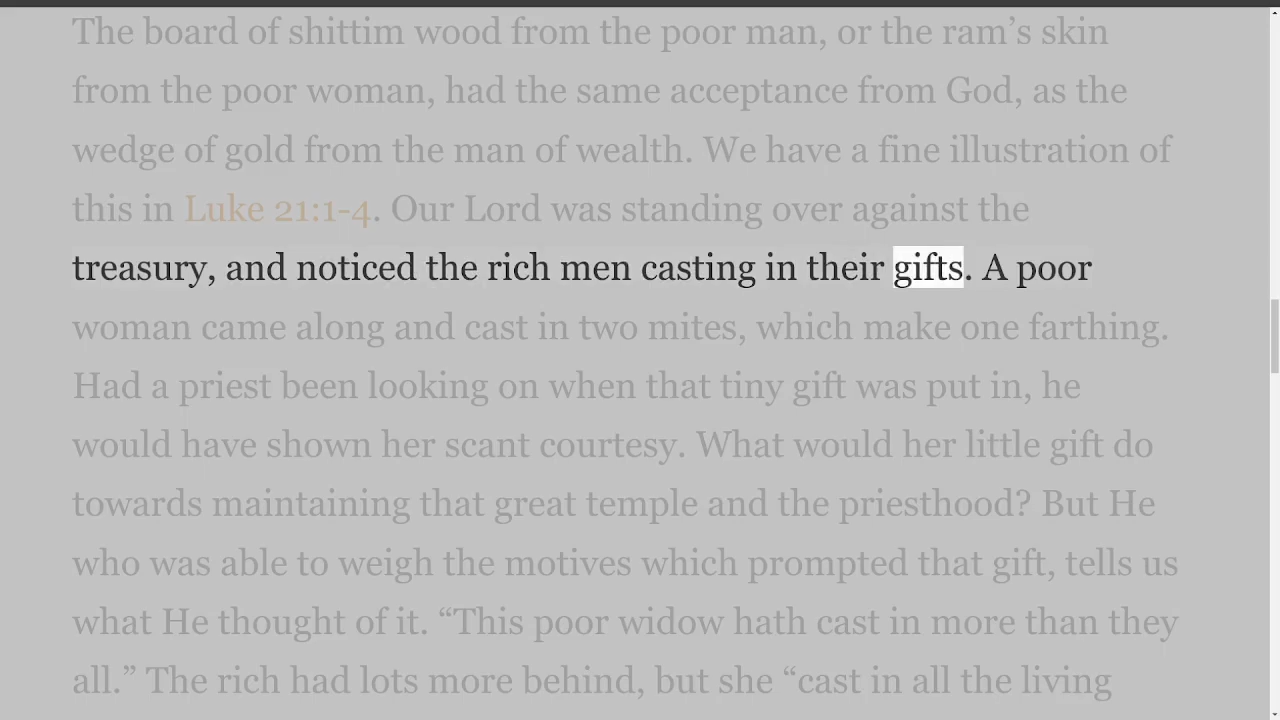 The board of shittim wood from the poor man, or the ram’s skin
from the poor woman, had the same acceptance from God, as the
wedge of gold from the man of wealth. We have a fine illustration of
this in Luke 21:1-4. Our Lord was standing over against the
treasury, and noticed the rich men casting in their gifts. A poor
woman came along and cast in two mites, which make one farthing.
Had a priest been looking on when that tiny gift was put in, he
would have shown her scant courtesy. What would her little gift do
towards maintaining that great temple and the priesthood? But He
who was able to weigh the motives which prompted that gift, tells us
what He thought of it. “This poor widow hath cast in more than they
all.” The rich had lots more behind, but she “cast in all the living